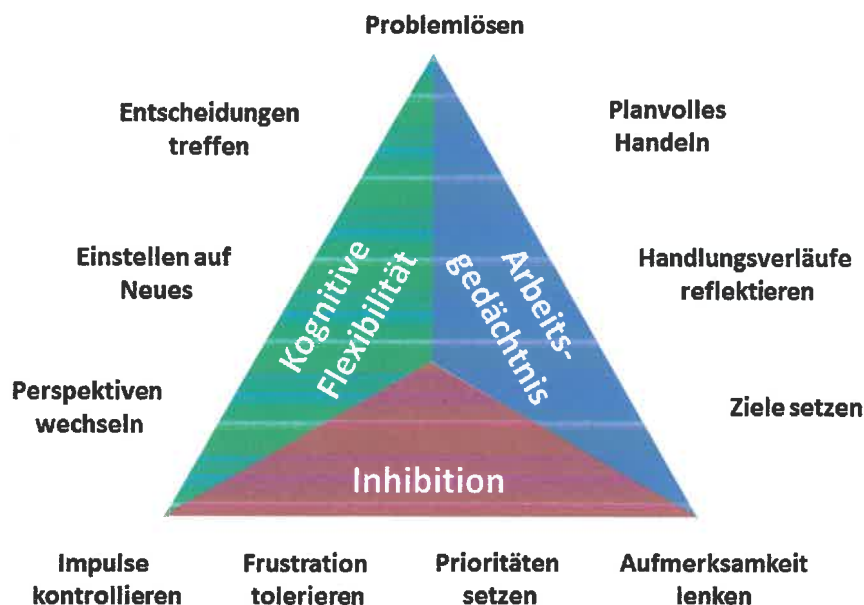 Problemlösen
Entscheidungen
treffen
Planvolles
Handeln
Einstellen auf
Neues
Handlungsverläufe
reflektieren
Kognitive
Flexibilität
Arbeits-
gedächtnis
Perspektiven
wechseln
Ziele setzen
Inhibition
Impulse
kontrollieren
Frustration
tolerieren
Prioritäten
setzen
Aufmerksamkeit
lenken